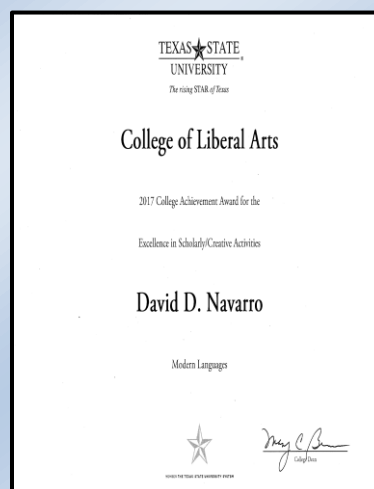 TEXAS STATE
UNIVERSITY
The rising STAR of Texas
College of Liberal Arts
2017 College Achievement Award for the
Excellence in Scholarly/Creative Activities
David D. Navarro
Modern Languages
College Dean
MEMBER THE TEXAS STATE UNIVERSITY SYSTEM